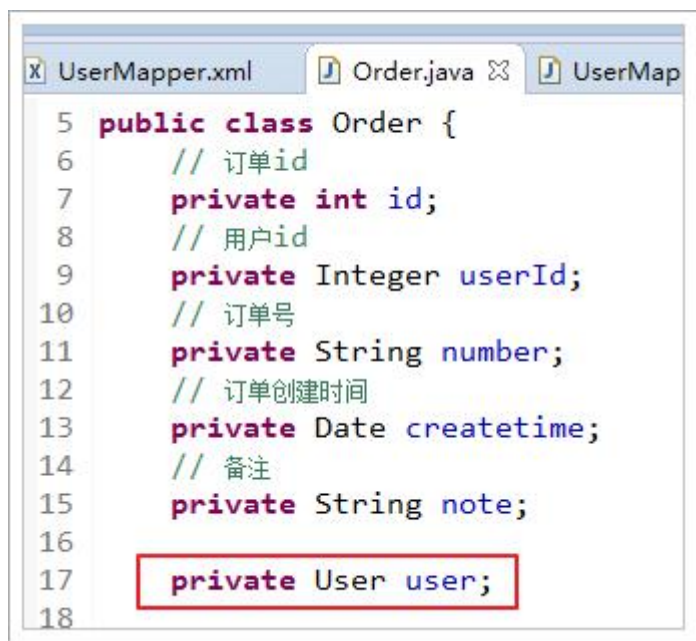 UserMapper.xml Order.java UserMap
5 public class Order {
6 // 订单id
7 private int id;
8 // 用户id
9 private Integer userId;
10 // 订单号
11 private String number;
12 // 订单创建时间
13 private Date createtime;
14 // 备注
15 private String note;
16
17 private User user;
18